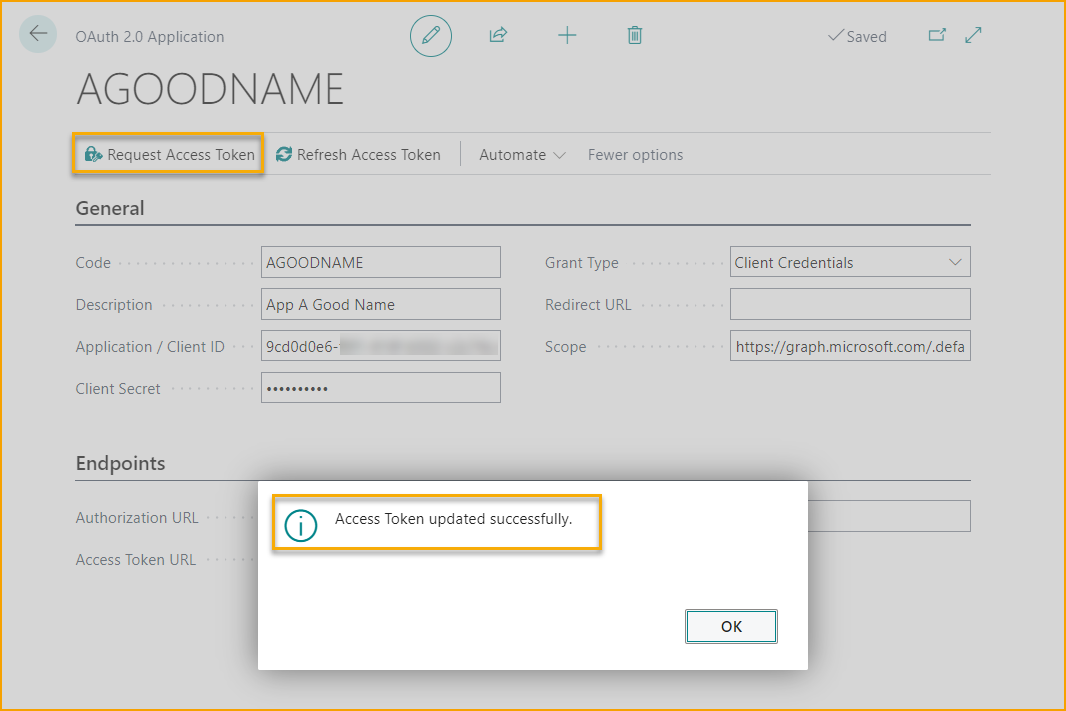 OAuth 2.0 Application
Saved
AGOODNAME
Request Access Token Refresh Access Token Automate Fewer options
General
Code AGOODNAME
Grant Type Client Credentials
Description App A Good Name
Redirect URL
Application / Client ID 9cd0d0e6-
Scope https://graph.microsoft.com/.defa
Client Secret ••••••••••
Endpoints
Authorization URL
Access Token URL
Access Token updated successfully.
OK